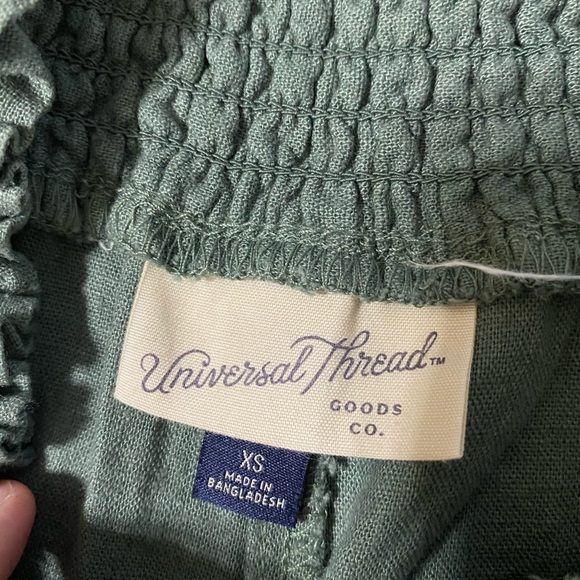 Universal Thread™
GOODS
CO.
XS
MADE IN
BANGLADESH